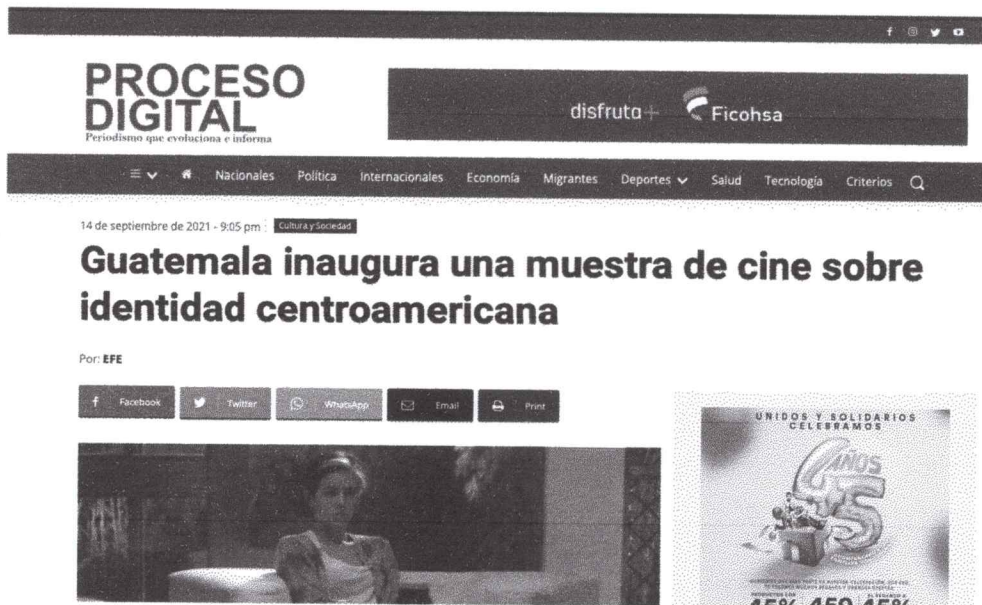 PROCESO
DIGITAL
Periodismo que evoluciona e informa
disfruta+ Ficohsa
Nacionales Política Internacionales Economía Migrantes Deportes Salud Tecnología Criterios
14 de septiembre de 2021 - 9:05 pm Cultura y Sociedad
Guatemala inaugura una muestra de cine sobre
identidad centroamericana
Por: EFE
Facebook Twitter WhatsApp Email Print
UNIDOS Y SOLIDARIOS
CELEBRAMOS
AÑOS
45